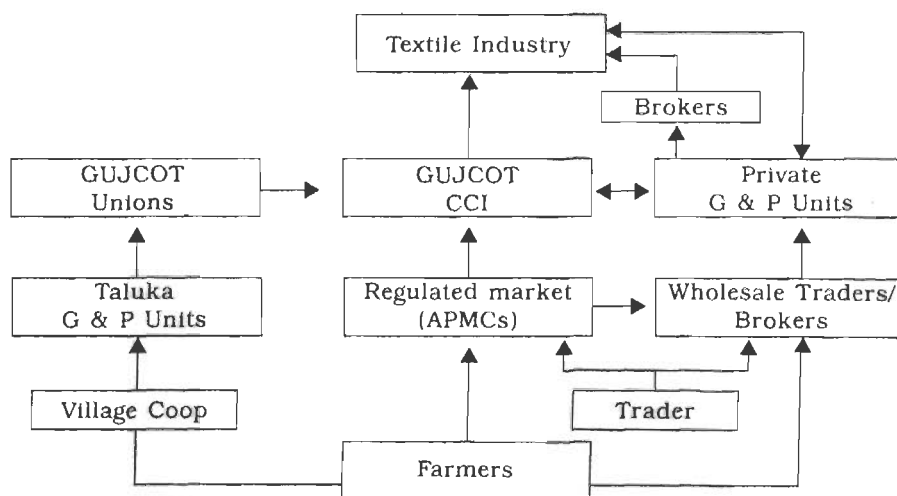 Textile Industry
Brokers
GUJCOT
Unions
GUJCOT
CCI
Private
G & P Units
Taluka
G & P Units
Regulated market
(APMCs)
Wholesale Traders/
Brokers
Village Coop
Trader
Farmers